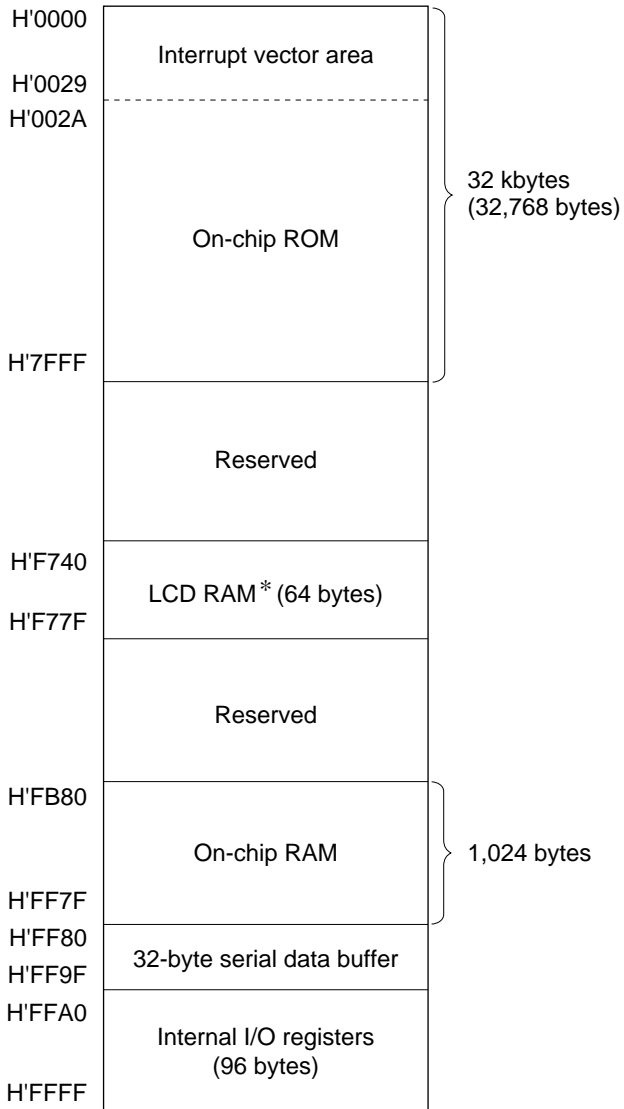 H'0000
Interrupt vector area
H'0029
H'002A
32 kbytes
(32,768 bytes)
On-chip ROM
H'7FFF
Reserved
H'F740
LCD RAM* (64 bytes)
H'F77F
Reserved
H'FB80
On-chip RAM
1,024 bytes
H'FF7F
H'FF80
32-byte serial data buffer
H'FF9F
H'FFA0
Internal I/O registers
(96 bytes)
H'FFFF